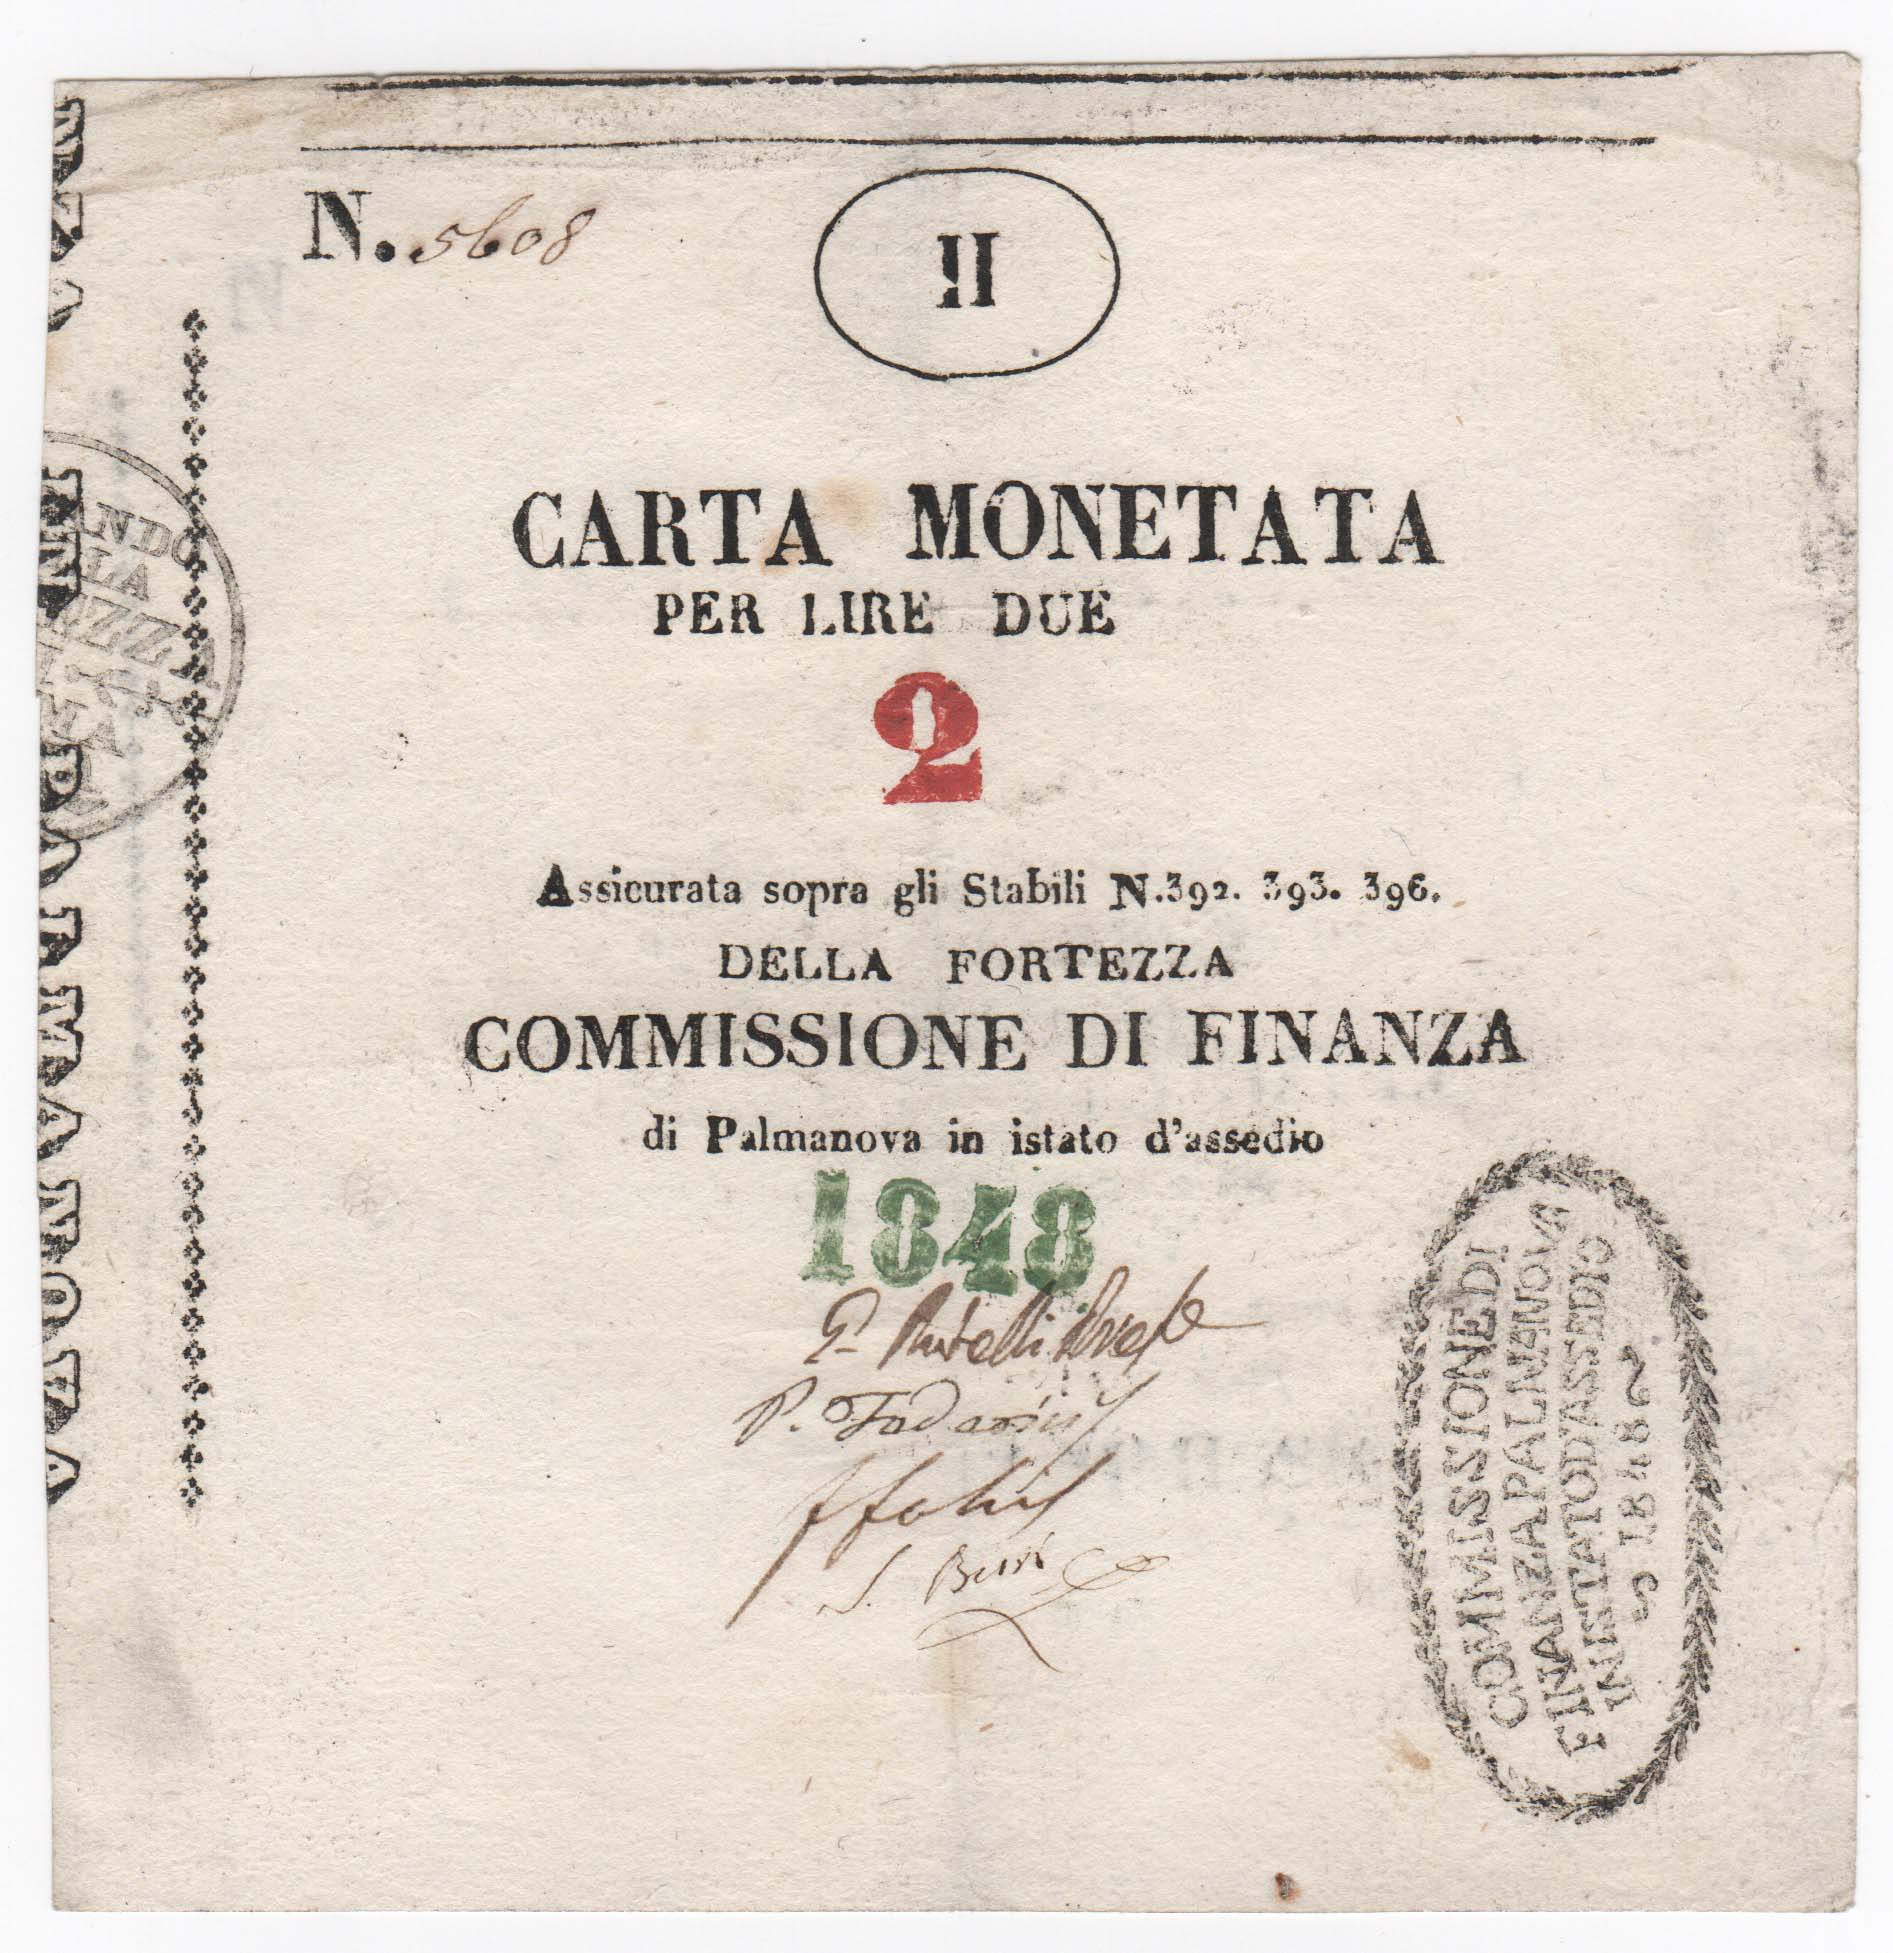 N. 5608
II
CARTA MONETATA
PER LIRE DUE
2
Assicurata sopra gli Stabili N.392. 393. 396.
DELLA FORTEZZA
COMMISSIONE DI FINANZA
di Palmanova in istato d'assedio
1848
P.
S.
COMMISSIONE DI
FINANZA PALMANOVA
IN ISTATO D'ASSEDIO
1848
PALMANOVA